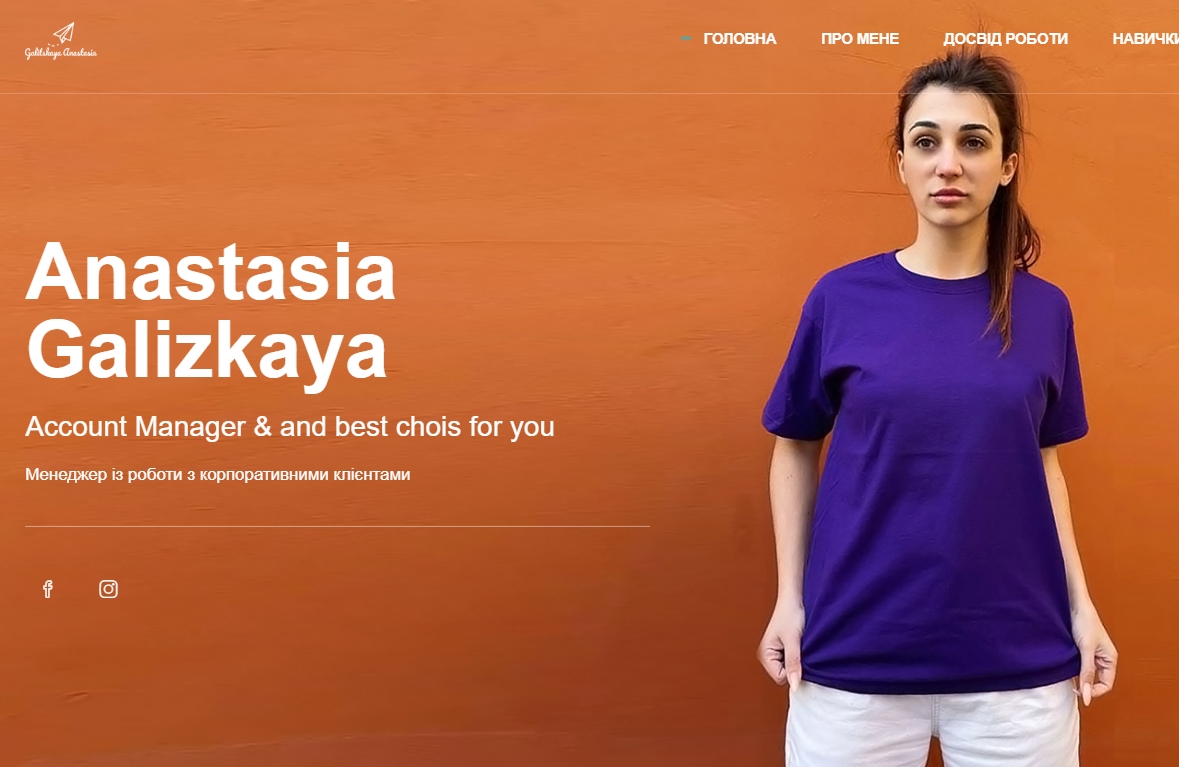 Galitskaya Anastasia
ГОЛОВНА ПРО МЕНЕ ДОСВІД РОБОТИ НАВИЧКИ
Anastasia
Galizkaya
Account Manager & and best chois for you
Менеджер із роботи з корпоративними клієнтами